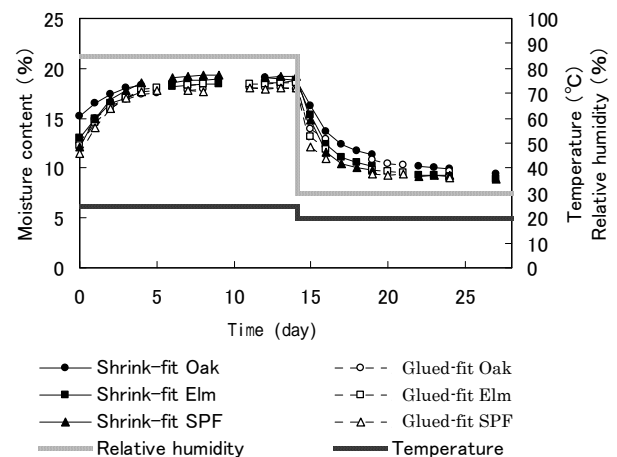 25
20
15
10
5
0
Moisture content (%)
100
90
80
70
60
50
40
30
20
10
0
Temperature (°C)
Relative humidity (%)
0 5 10 15 20 25
Time (day)
Shrink-fit Oak
Glued-fit Oak
Shrink-fit Elm
Glued-fit Elm
Shrink-fit SPF
Glued-fit SPF
Relative humidity
Temperature